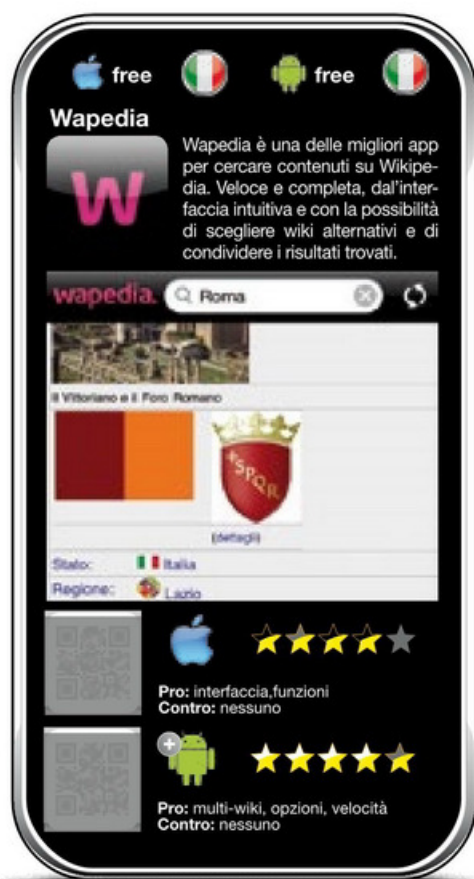 free free
Wapedia
w
Wapedia è una delle migliori app
per cercare contenuti su Wikipe-
dia. Veloce e completa, dal'inter-
faccia intuitiva e con la possibilità
di scegliere wiki alternativi e di
condividere i risultati trovati.
wapedia. Roma
Il Vittoriano e il Foro Romano
SPQR
(dettagli)
Stato: Italia
Regione: Lazio
Pro: interfaccia,funzioni
Contro: nessuno
Pro: multi-wiki, opzioni, velocità
Contro: nessuno